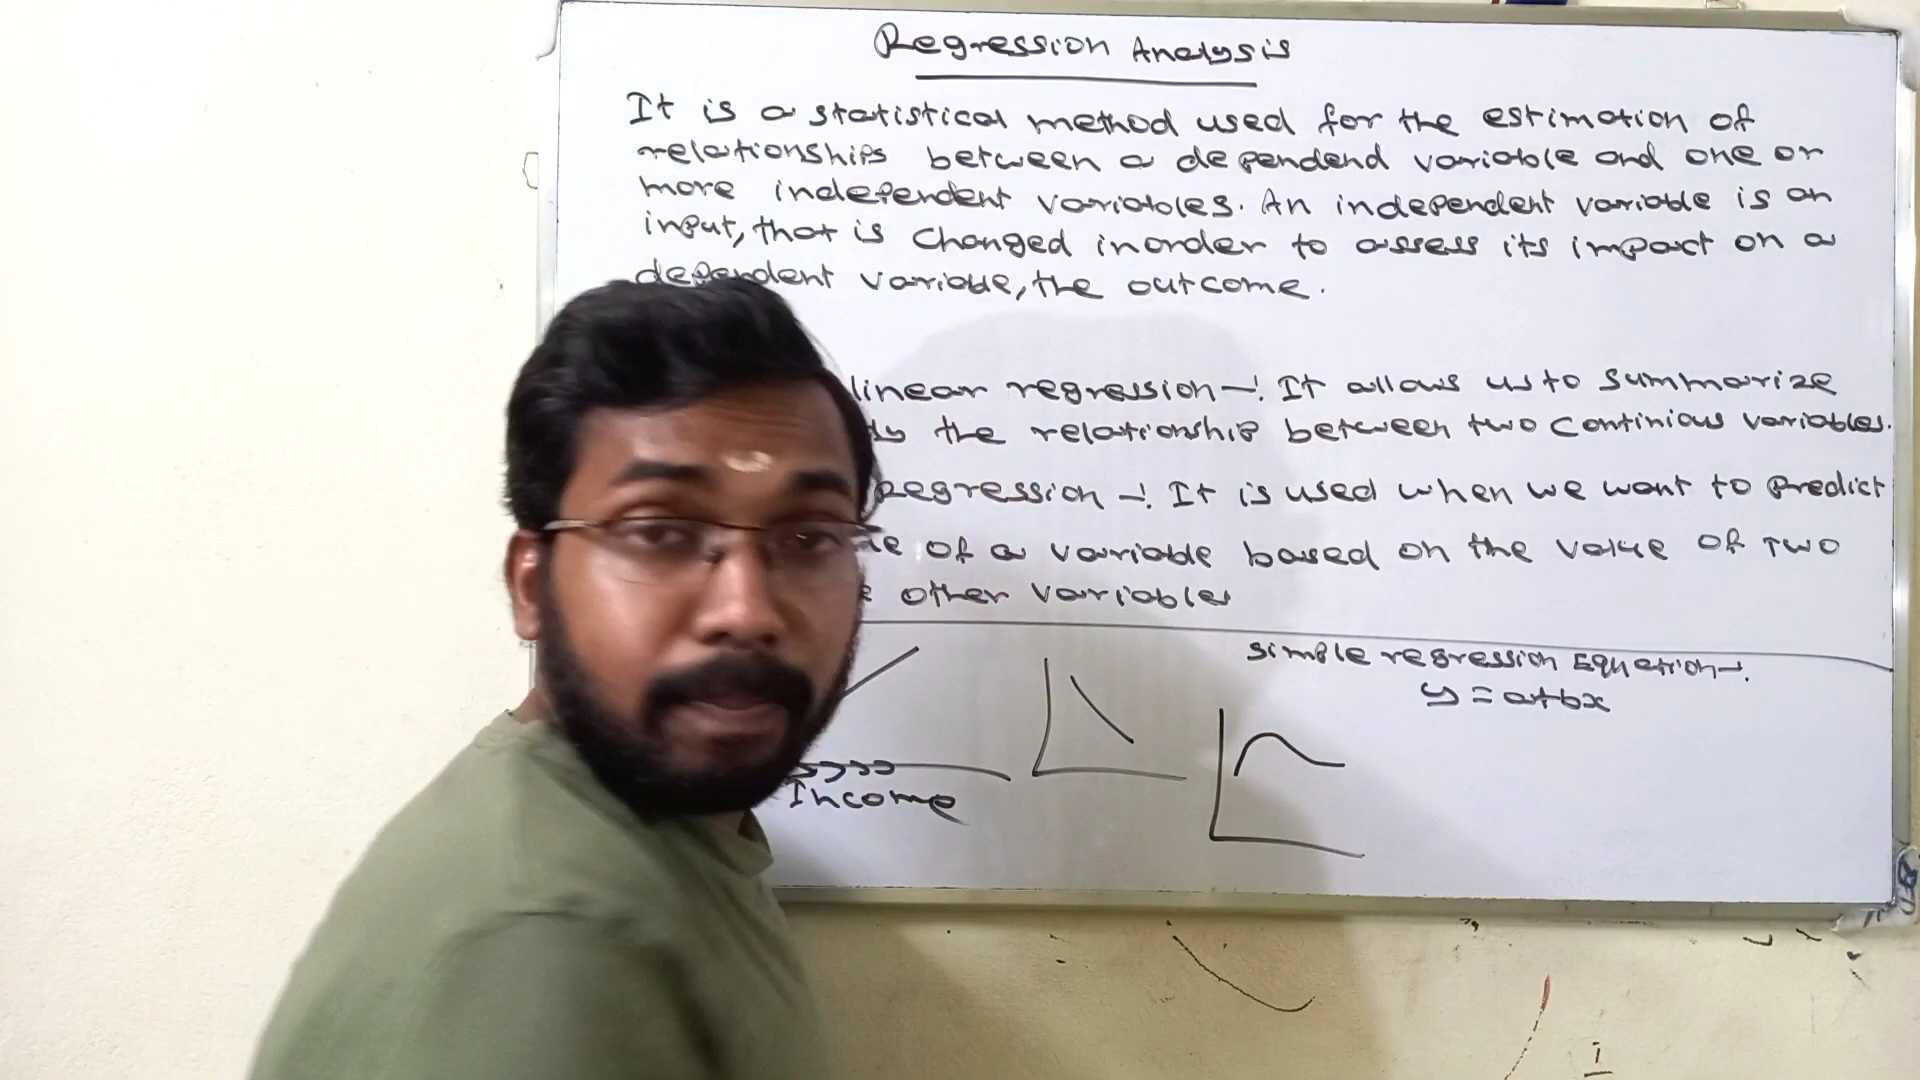 Regression Analysis
It is a statistical method used for the estimation of
relationships between a dependend variable and one or
more independent variables. An independent variable is an
input, that is changed inorder to assess its impact on a
dependent variable, the outcome.
linear regression -: It allows us to summarize
the relationship between two continious variables.
Regression -: It is used when we want to predict
of a variable based on the value of two
other variables
simple regression Equation -:
y = a+bx
Income